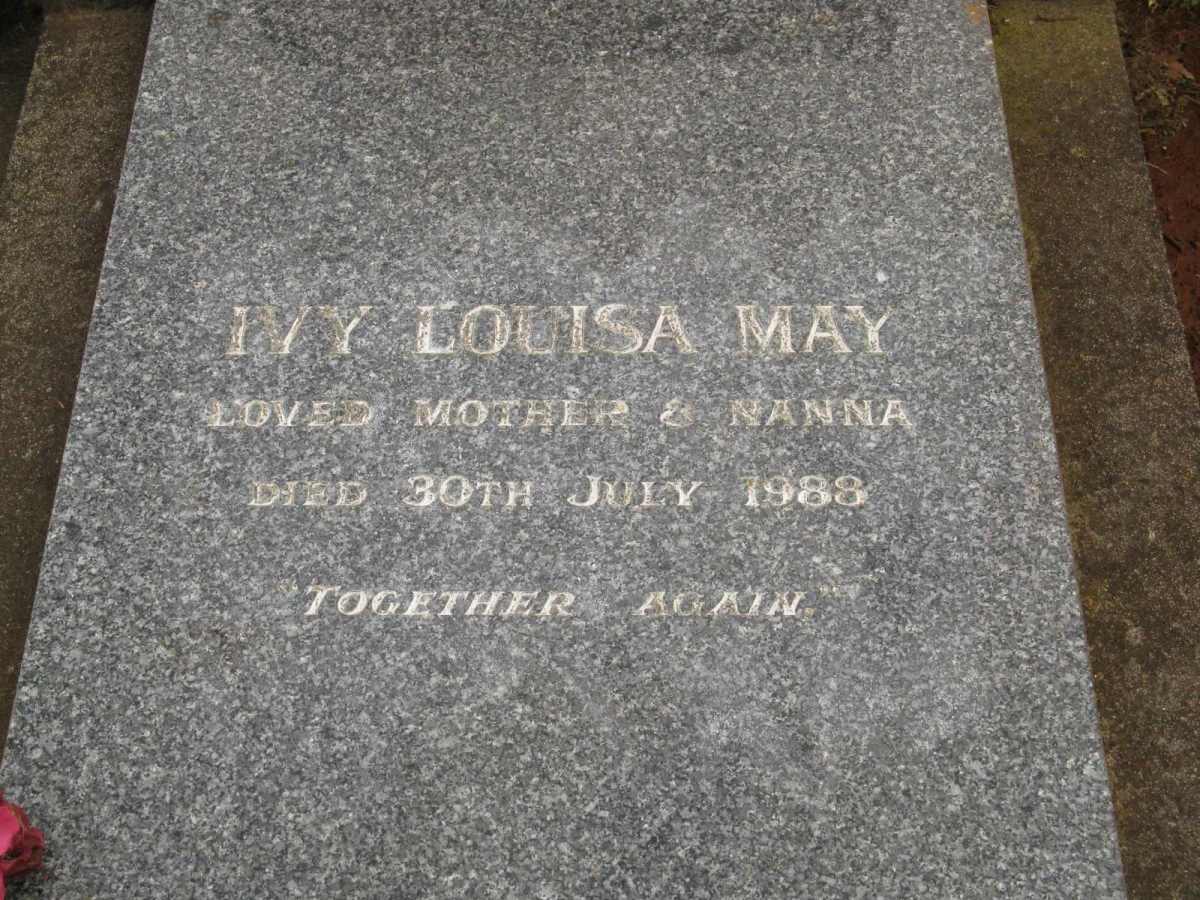 IVY LOUISA MAY
LOVED MOTHER & NANNA
DIED 30TH JULY 1988
"TOGETHER AGAIN."